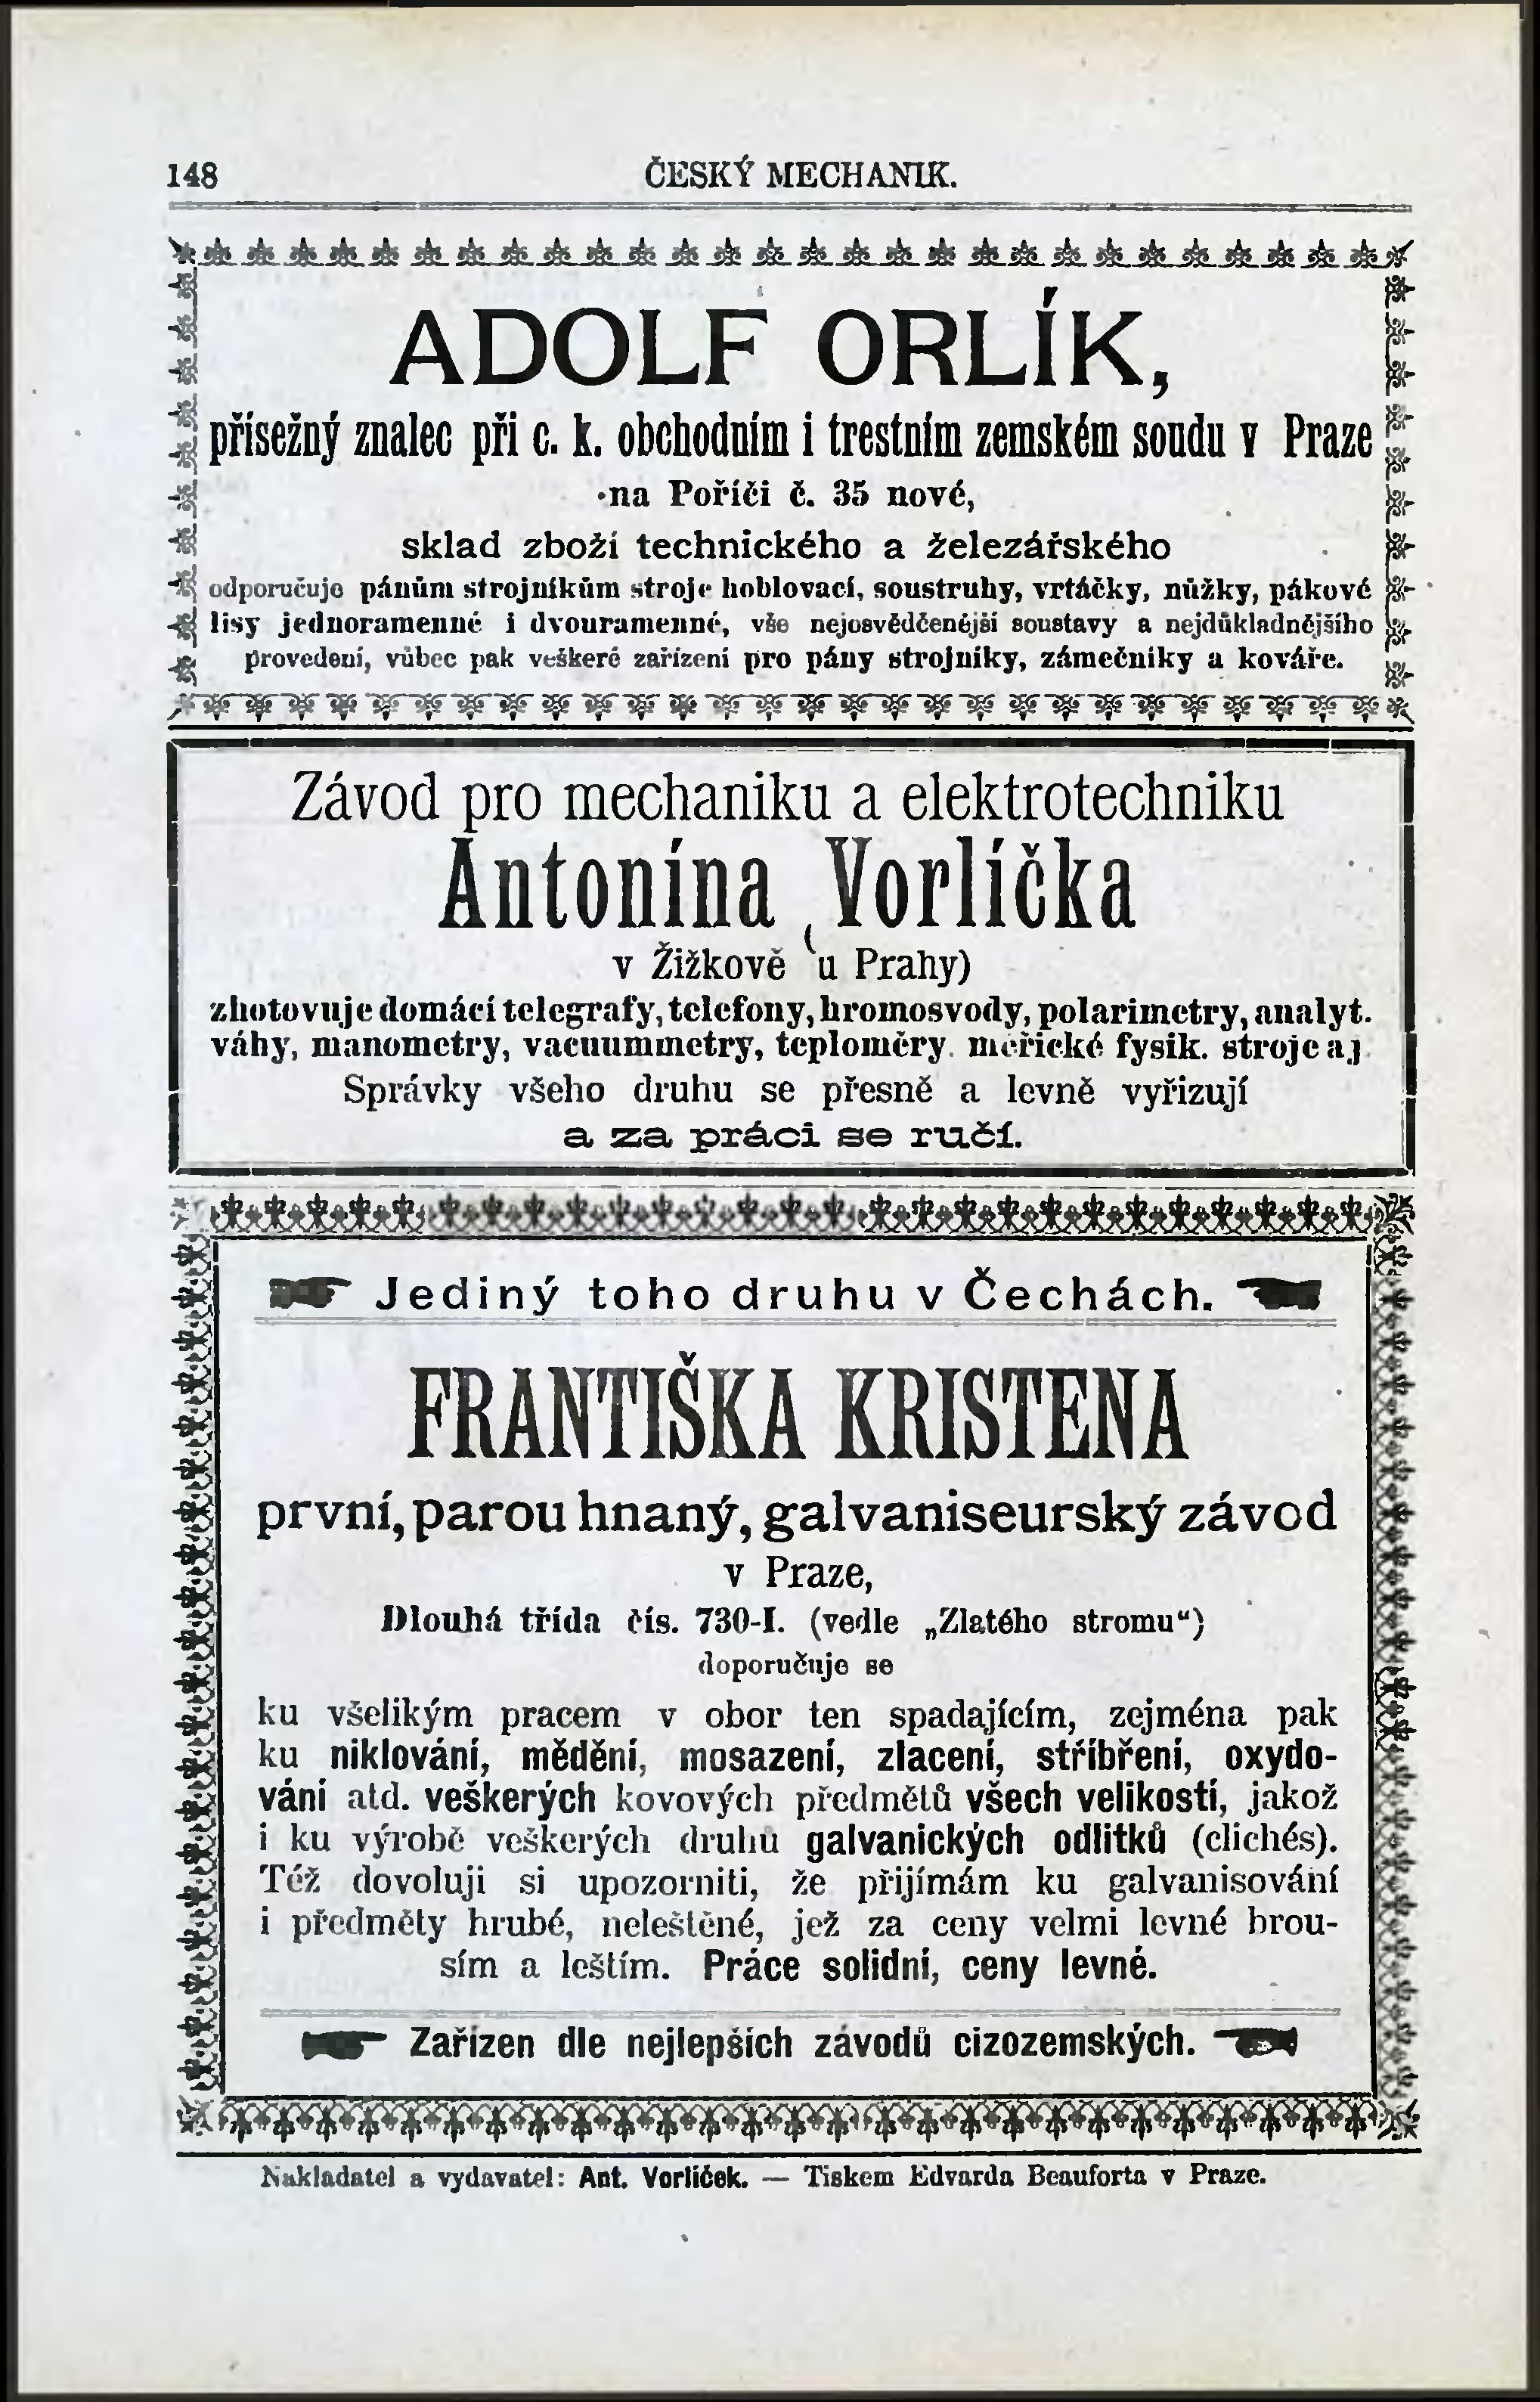 148
ČESKÝ MECHANIK.
ADOLF ORLÍK,
přísežný znalec při c. k. obchodním i trestním zemském soudu v Praze
na Poříči č. 35 nové,
sklad zboží technického a železářského
odporučuje pánům strojníkům stroje hoblovací, soustruhy, vrtáčky, nůžky, pákové
lisy jednoramenné i dvouramenné, vše nejosvědčenější soustavy a nejdůkladnějšího
provedení, vůbec pak veškeré zařízení pro pány strojníky, zámečníky a kováře.
Závod pro mechaniku a elektrotechniku
Antonína Vorlíčka
v Žižkově (u Prahy)
zhotovuje domácí telegrafy, telefony, hromosvody, polarimetry, analyt.
váhy, manometry, vacuummetry, teploměry, měřické fysik. stroje aj
Správky všeho druhu se přesně a levně vyřizují
a za práci se ručí.
Jediný toho druhu v Čechách.
FRANTIŠKA KRISTENA
první, parou hnaný, galvaniseurský závod
v Praze,
Dlouhá třída čís. 730-I. (vedle „Zlatého stromu“)
doporučuje se
ku všelikým pracem v obor ten spadajícím, zejména pak
ku niklování, mědění, mosazení, zlacení, stříbření, oxydo-
vání atd. veškerých kovových předmětů všech velikostí, jakož
i ku výrobě veškerých druhů galvanických odlitků (clichés).
Též dovoluji si upozorniti, že přijímám ku galvanisování
i předměty hrubé, neleštěné, jež za ceny velmi levné brou-
sím a leštím. Práce solidní, ceny levné.
Zařízen dle nejlepších závodů cizozemských.
Nakladatel a vydavatel: Ant. Vorlíček. — Tiskem Edvarda Beauforta v Praze.